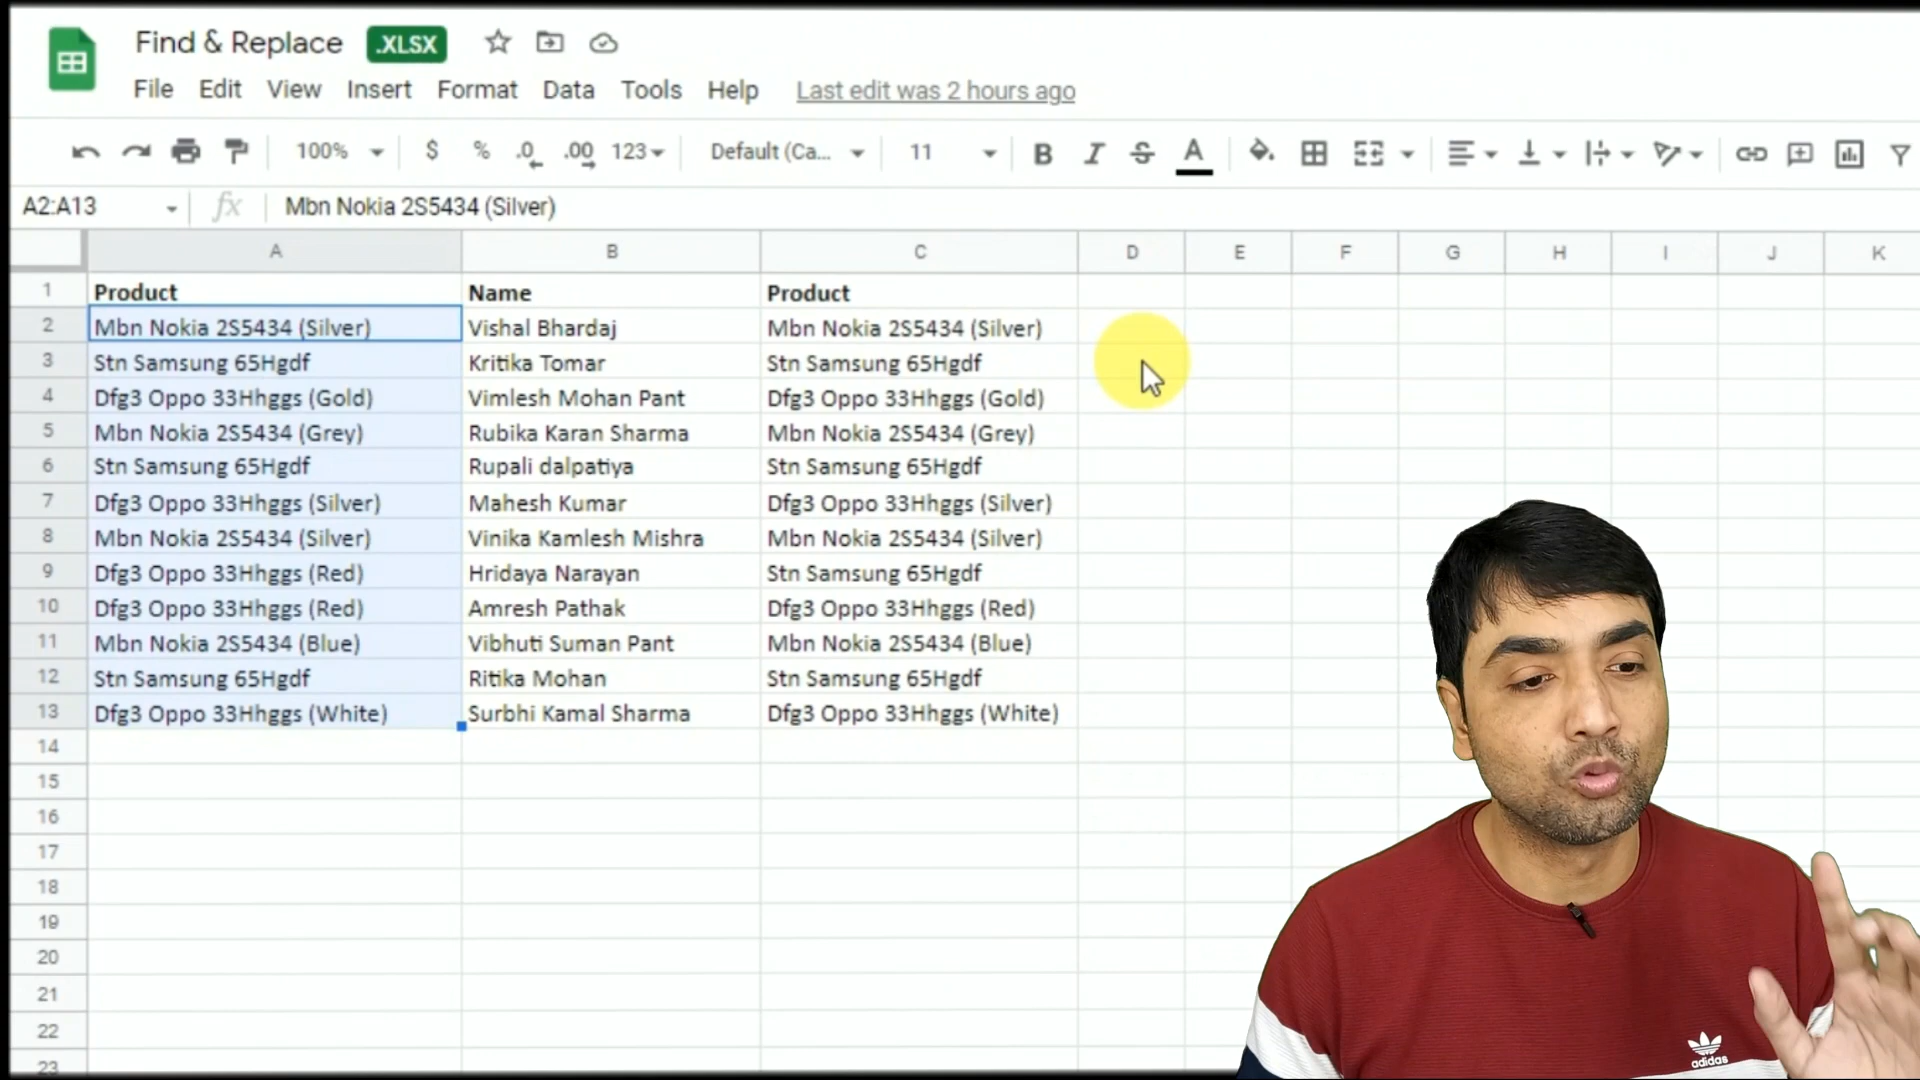 Find & Replace .XLSX
File Edit View Insert Format Data Tools Help Last edit was 2 hours ago
100% $ % .0 .00 123 Default (Ca... 11 B I S A
A2:A13 fx Mbn Nokia 2S5434 (Silver)
A B C D E F G H I J K
1 Product Name Product
2 Mbn Nokia 2S5434 (Silver) Vishal Bhardaj Mbn Nokia 2S5434 (Silver)
3 Stn Samsung 65Hgdf Kritika Tomar Stn Samsung 65Hgdf
4 Dfg3 Oppo 33Hhggs (Gold) Vimlesh Mohan Pant Dfg3 Oppo 33Hhggs (Gold)
5 Mbn Nokia 2S5434 (Grey) Rubika Karan Sharma Mbn Nokia 2S5434 (Grey)
6 Stn Samsung 65Hgdf Rupali dalpatiya Stn Samsung 65Hgdf
7 Dfg3 Oppo 33Hhggs (Silver) Mahesh Kumar Dfg3 Oppo 33Hhggs (Silver)
8 Mbn Nokia 2S5434 (Silver) Vinika Kamlesh Mishra Mbn Nokia 2S5434 (Silver)
9 Dfg3 Oppo 33Hhggs (Red) Hridaya Narayan Stn Samsung 65Hgdf
10 Dfg3 Oppo 33Hhggs (Red) Amresh Pathak Dfg3 Oppo 33Hhggs (Red)
11 Mbn Nokia 2S5434 (Blue) Vibhuti Suman Pant Mbn Nokia 2S5434 (Blue)
12 Stn Samsung 65Hgdf Ritika Mohan Stn Samsung 65Hgdf
13 Dfg3 Oppo 33Hhggs (White) Surbhi Kamal Sharma Dfg3 Oppo 33Hhggs (White)
14
15
16
17
18
19
20
21
22
23
adidas